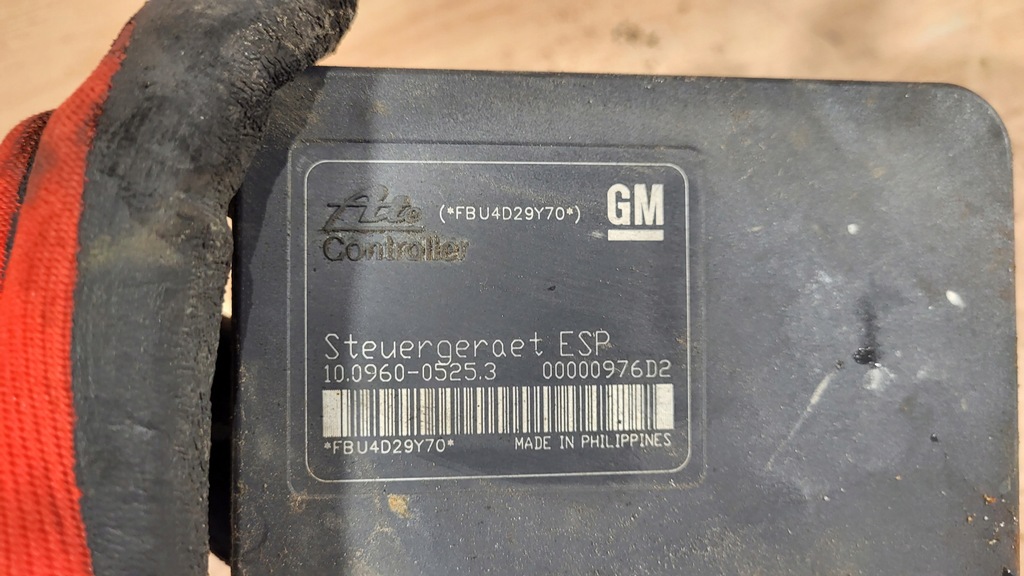 Ate (*FBU4D29Y70*) GM
Controller
Steuergeraet ESP
10.0960-0525.3 00000976D2
*FBU4D29Y70* MADE IN PHILIPPINES